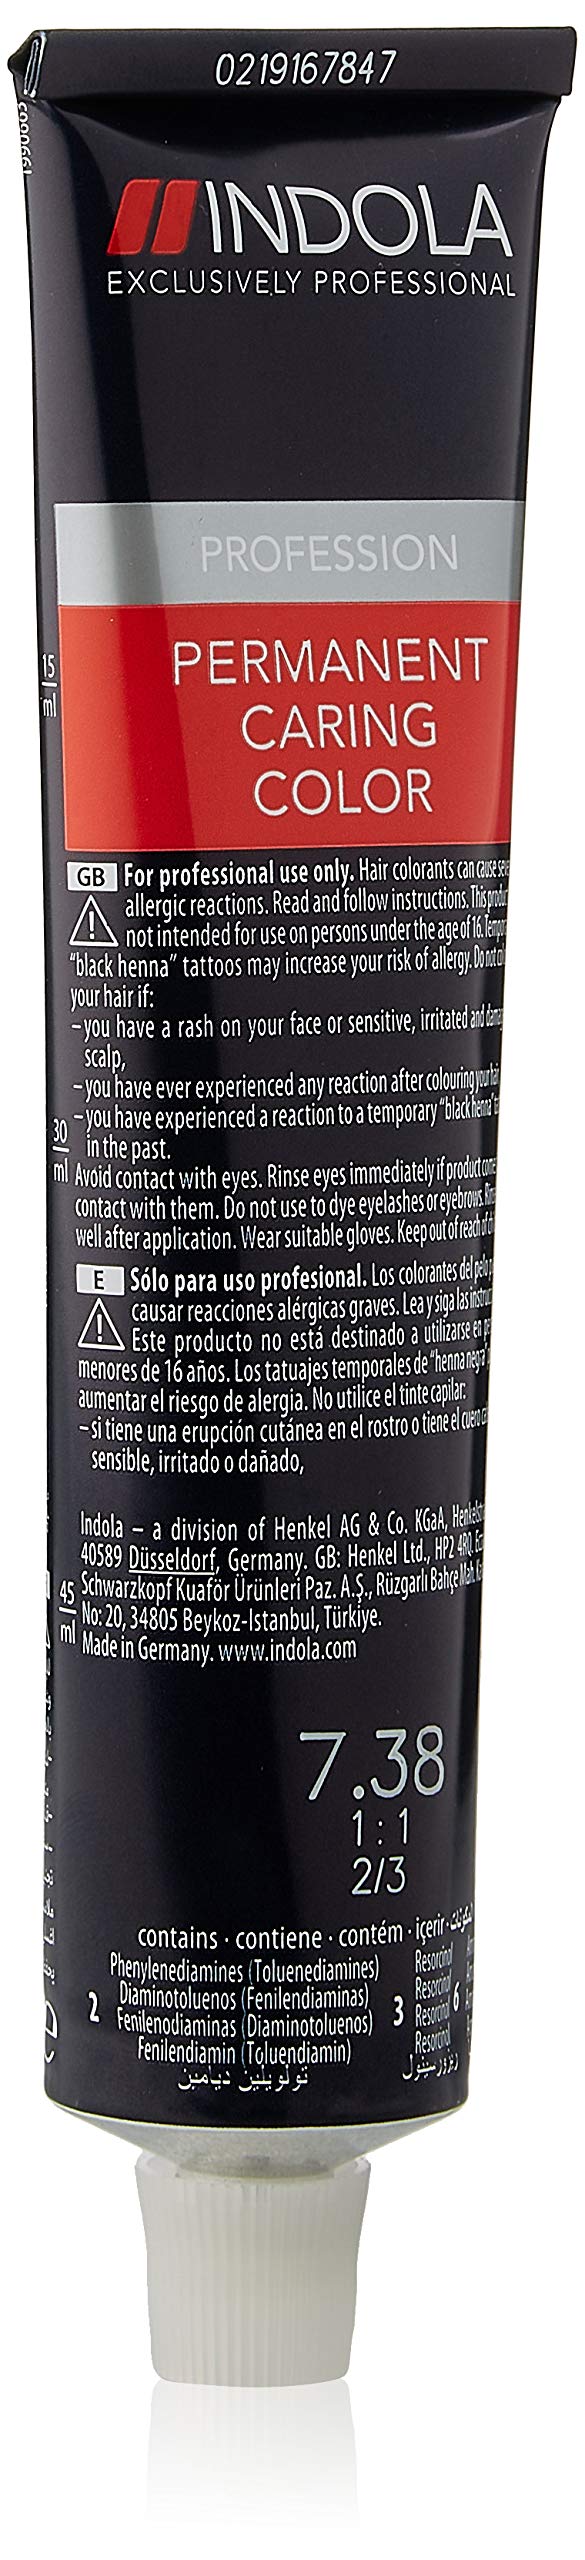 0219167847
INDOLA
EXCLUSIVELY PROFESSIONAL
PROFESSION
PERMANENT
CARING
COLOR
15
ml
GB For professional use only. Hair colorants can cause
allergic reactions. Read and follow instructions. This
not intended for use on persons under the age of 16.
"black henna" tattoos may increase your risk of allergy. Do not
your hair if:
–you have a rash on your face or sensitive, irritated and
scalp,
–you have ever experienced any reaction after colouring your hair
–you have experienced a reaction to a temporary "black henna"
in the past.
30
ml
Avoid contact with eyes. Rinse eyes immediately if product
contact with them. Do not use to dye eyelashes or eyebrows.
well after application. Wear suitable gloves. Keep out of reach of
E Sólo para uso profesional. Los colorantes del pelo
causar reacciones alérgicas graves. Lea y siga las
Este producto no está destinado a utilizarse en
menores de 16 años. Los tatuajes temporales de "henna negra"
aumentar el riesgo de alergia. No utilice el tinte capilar:
–si tiene una erupción cutánea en el rostro o tiene el cuero
sensible, irritado o dañado,
Indola – a division of Henkel AG & Co. KGaA,
40589 Düsseldorf, Germany. GB: Henkel Ltd., HP2 4RQ,
Schwarzkopf Kuaför Ürünleri Paz. A.Ş., Rüzgarlı Bahçe Mah.
No: 20, 34805 Beykoz-Istanbul, Türkiye.
Made in Germany. www.indola.com
45
ml
7.38
1 : 1
2/3
contains · contiene · contém · içerir ·
2
Phenylenediamines (Toluenediamines)
Diaminotoluenos (Fenilendiaminas)
Fenilenodiaminas (Diaminotoluenos)
Fenilendiamin (Toluendiamin)
تولويلين ديامين
3
Resorcinol
Resorcinol
Resorcinol
Resorcinol
ريزورسينول
6